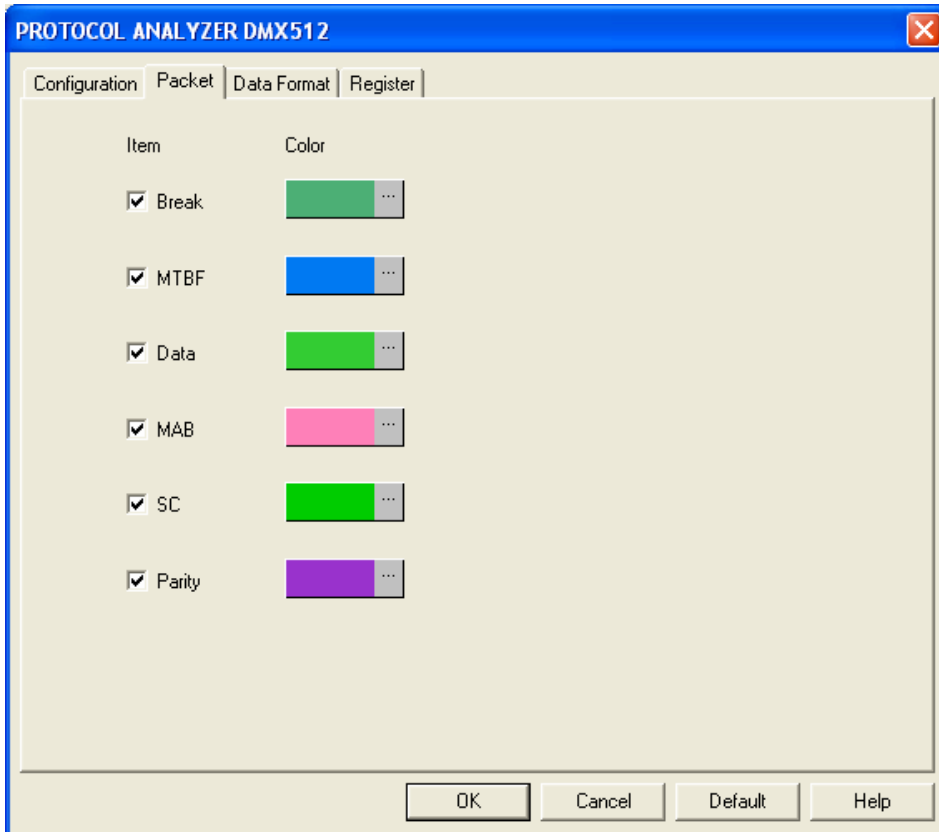 PROTOCOL ANALYZER DMX512
Configuration Packet Data Format Register
Item Color
Break ...
MTBF ...
Data ...
MAB ...
SC ...
Parity ...
OK Cancel Default Help